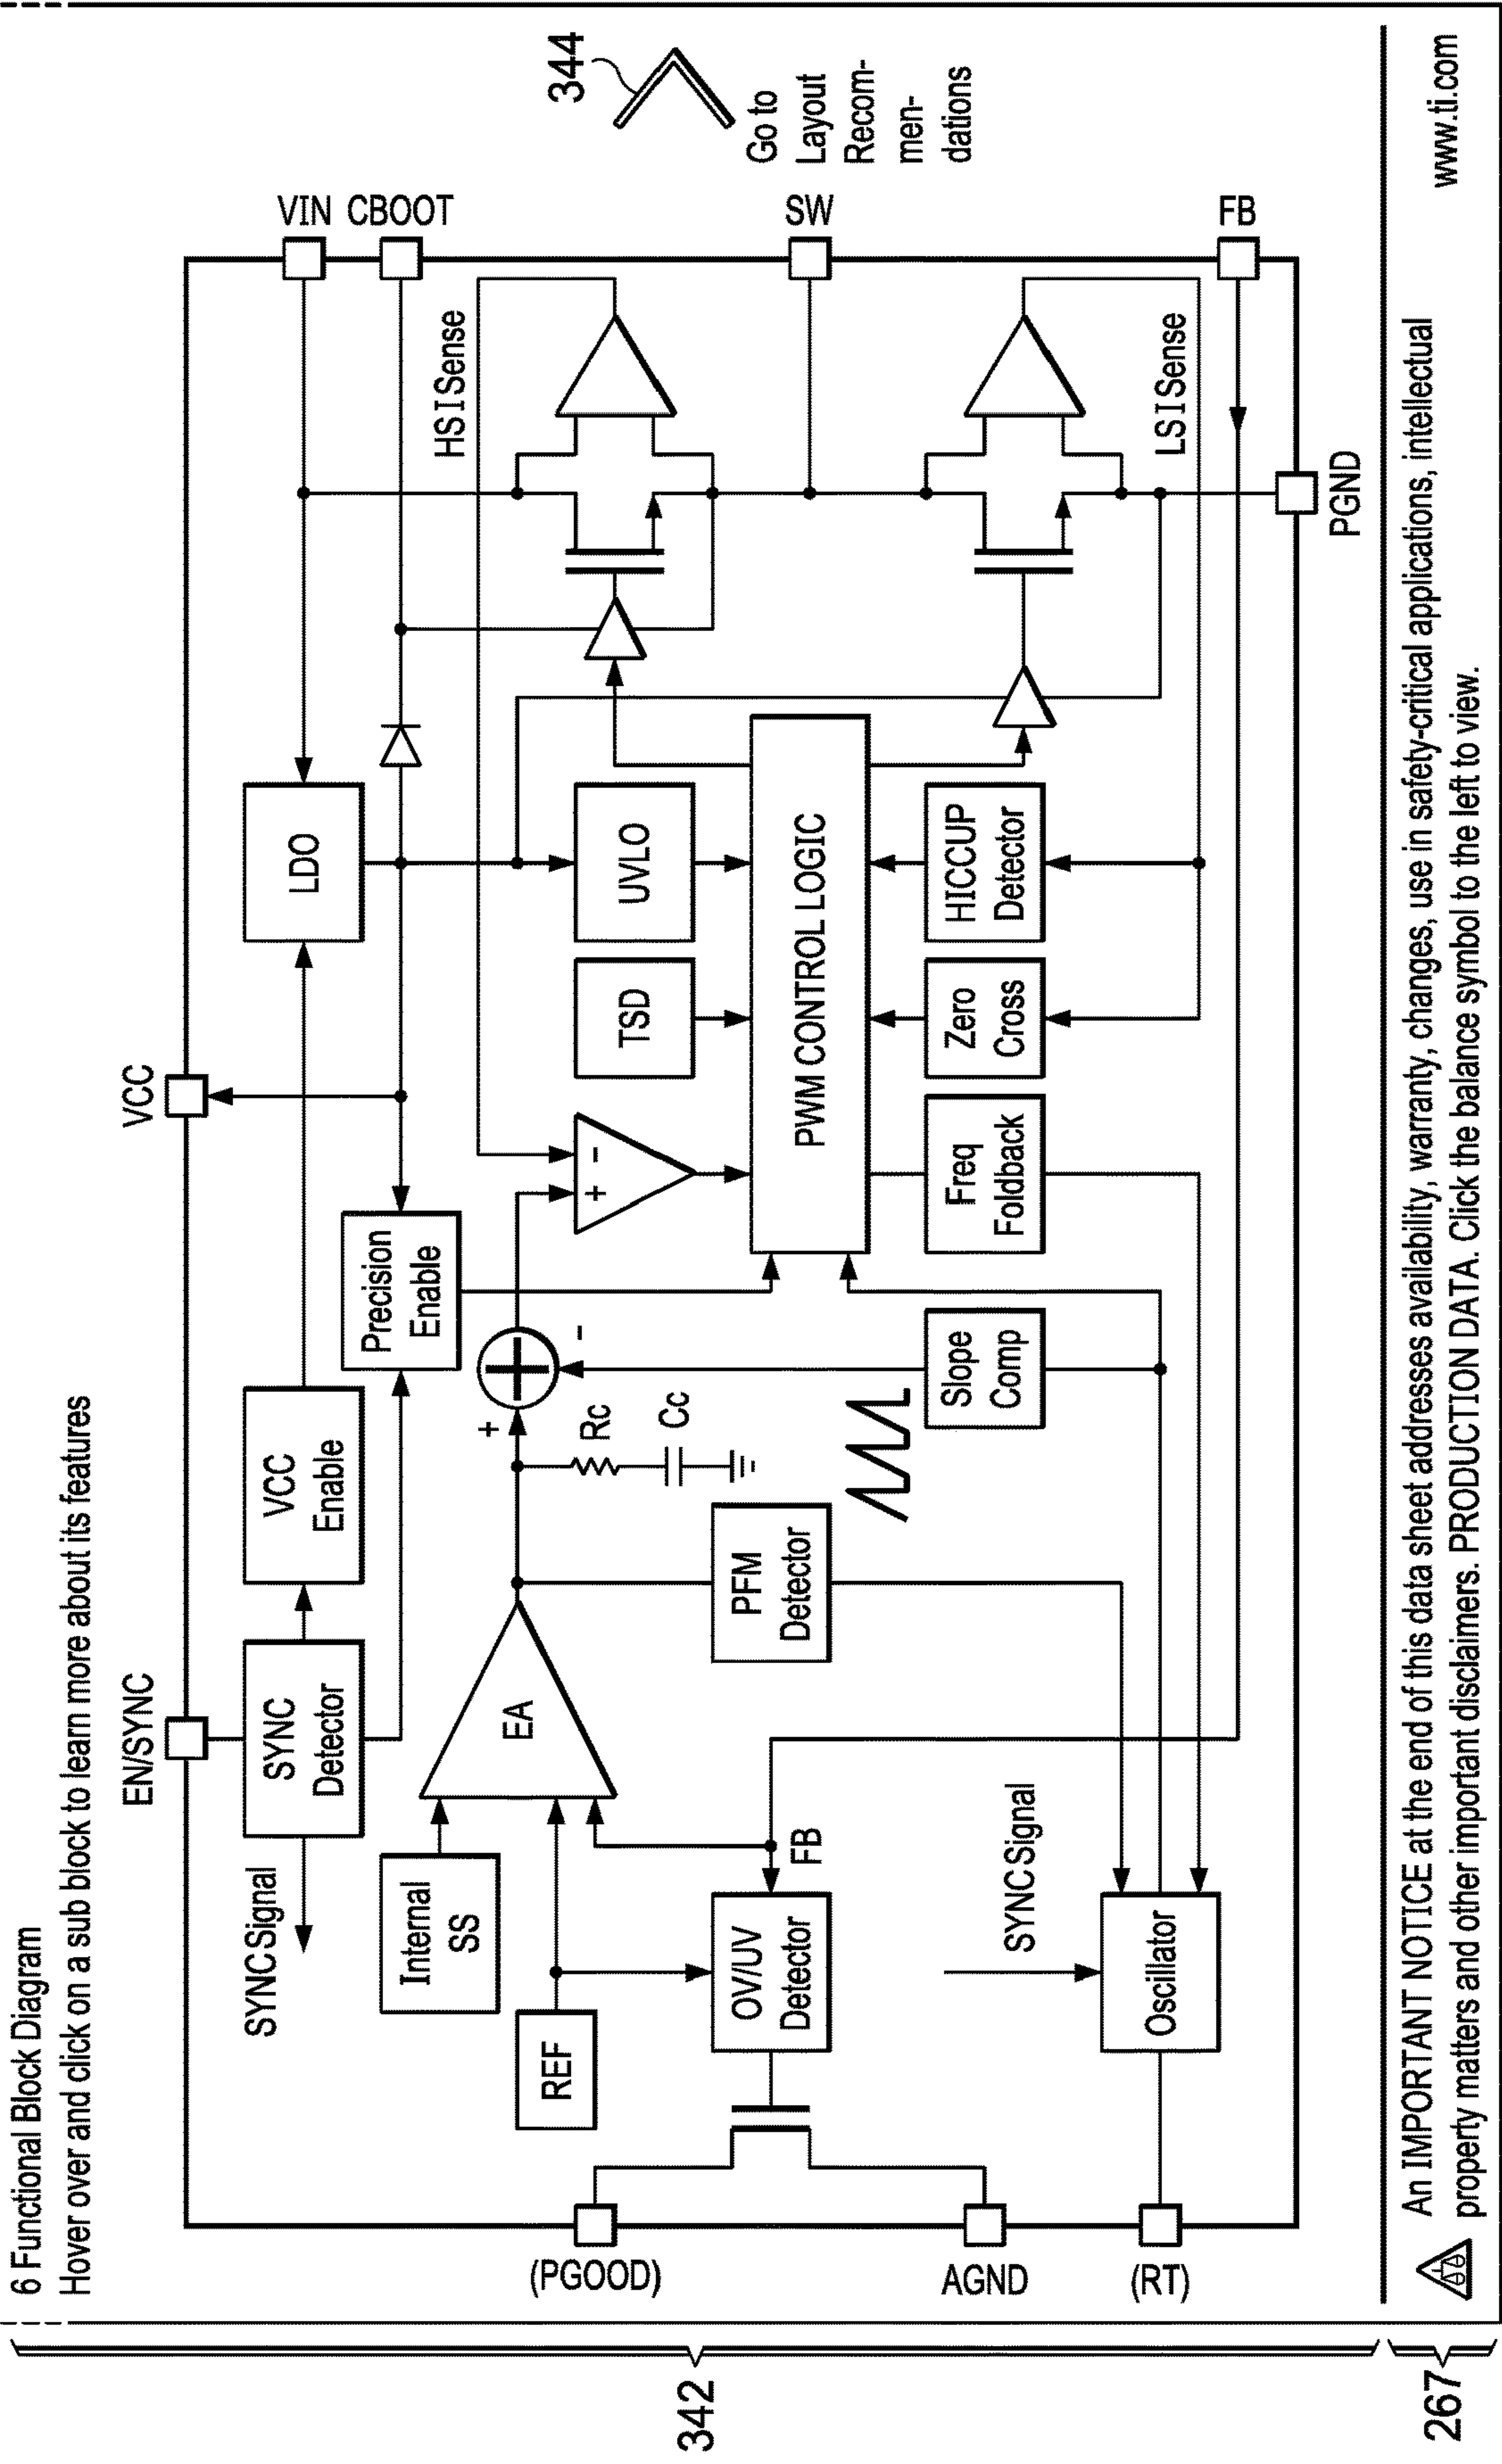 6 Functional Block Diagram
Hover over and click on a sub block to learn more about its features
EN/SYNC
VCC
SYNC Signal
SYNC
Detector
VCC
Enable
LDO
VIN
CBOOT
Precision
Enable
Internal
SS
HS I Sense
REF
EA
+
−
Rc
Cc
+
−
TSD
UVLO
OV/UV
Detector
FB
PFM
Detector
PWM CONTROL LOGIC
SW
(PGOOD)
AGND
(RT)
SYNC Signal
Oscillator
Slope
Comp
Freq
Foldback
Zero
Cross
HICCUP
Detector
LS I Sense
FB
PGND
344
Go to
Layout
Recom-
men-
dations
An IMPORTANT NOTICE at the end of this data sheet addresses availability, warranty, changes, use in safety-critical applications, intellectual
property matters and other important disclaimers. PRODUCTION DATA. Click the balance symbol to the left to view.
www.ti.com
342
267